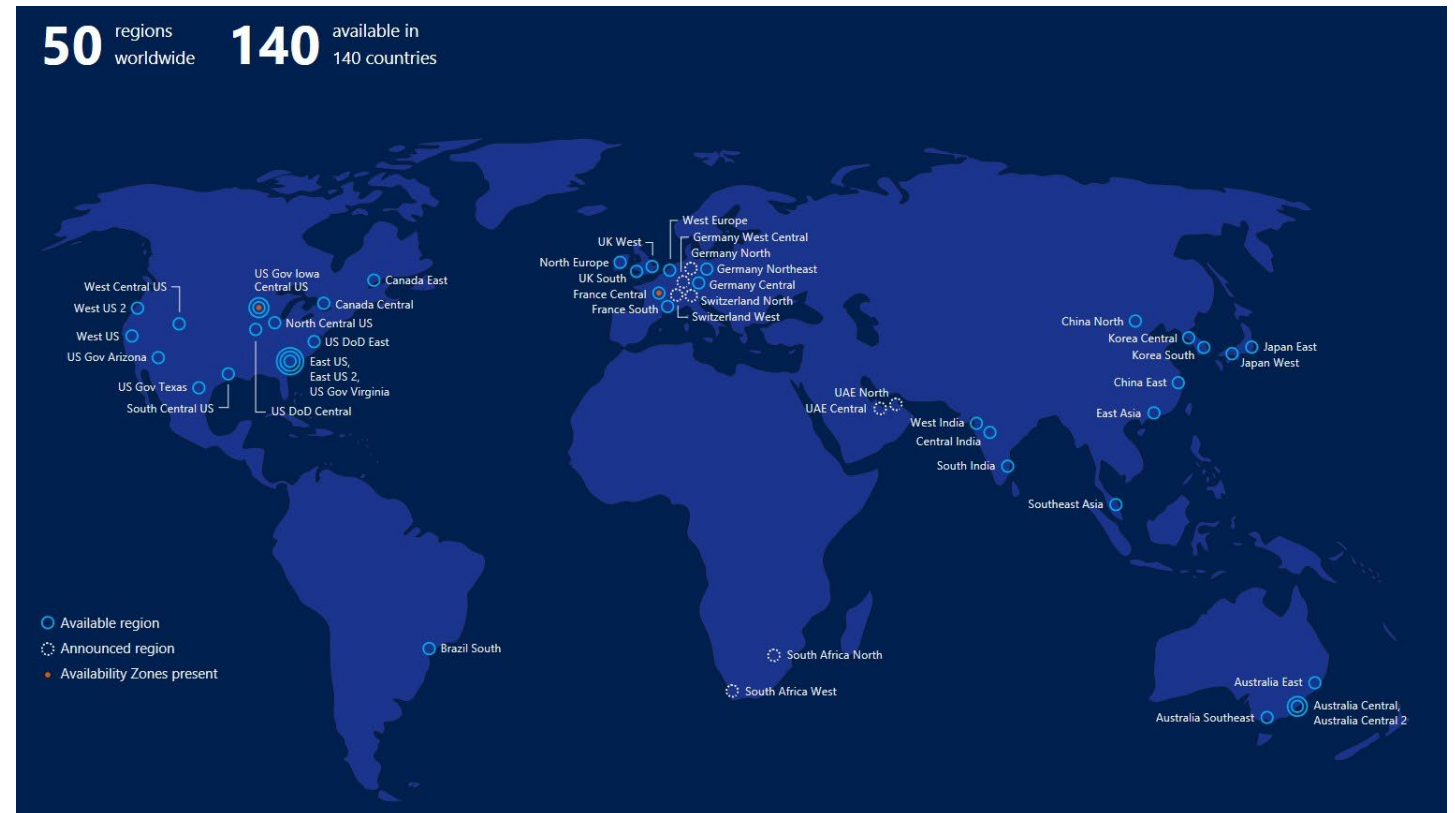 50 regions worldwide
140 available in 140 countries
West Central US
West US 2
West US
US Gov Arizona
US Gov Texas
South Central US
US Gov Iowa
Central US
Canada East
Canada Central
North Central US
US DoD East
East US,
East US 2,
US Gov Virginia
US DoD Central
Brazil South
West Europe
Germany West Central
Germany North
UK West
North Europe
Germany Northeast
UK South
Germany Central
France Central
Switzerland North
France South
Switzerland West
UAE North
UAE Central
West India
Central India
South India
China North
Korea Central
Korea South
Japan East
Japan West
China East
East Asia
Southeast Asia
South Africa North
South Africa West
Australia East
Australia Central,
Australia Central 2
Australia Southeast
Available region
Announced region
Availability Zones present